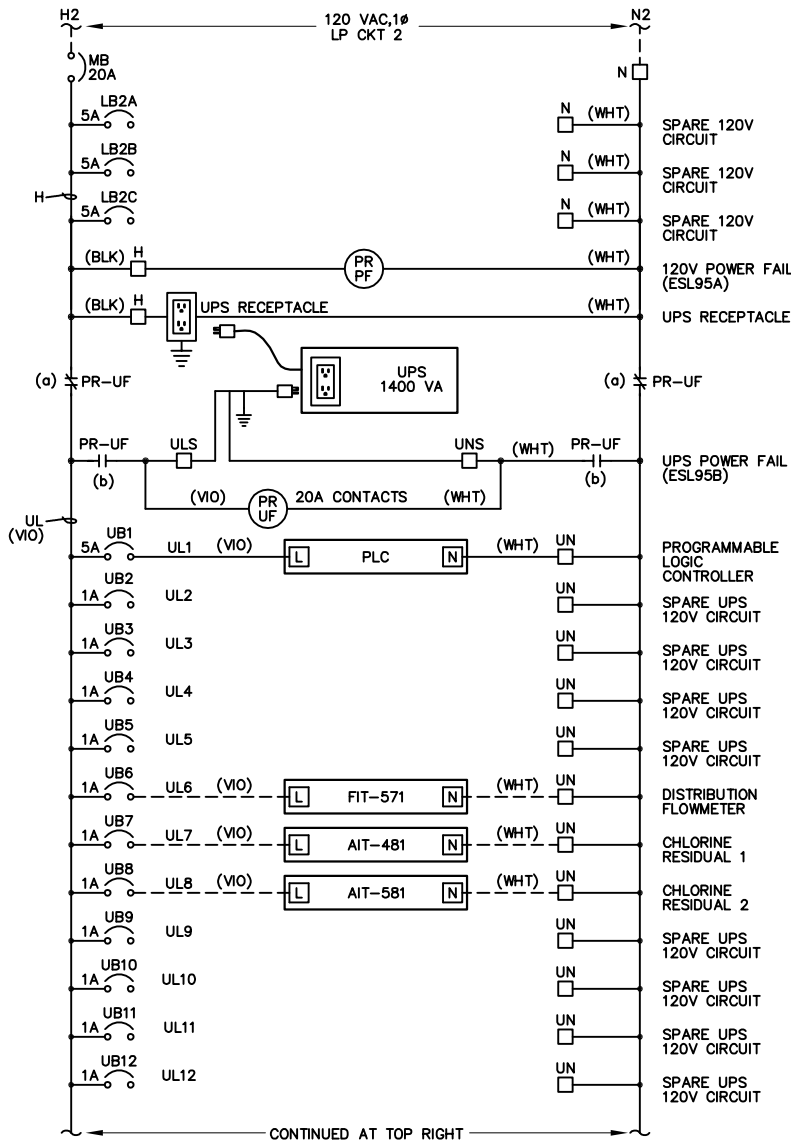 H2 120 VAC,1ø N2
LP CKT 2
MB
20A N
LB2A
5A N (WHT) SPARE 120V
CIRCUIT
LB2B
5A N (WHT) SPARE 120V
CIRCUIT
H
LB2C
5A N (WHT) SPARE 120V
CIRCUIT
(BLK) H PR
PF (WHT) 120V POWER FAIL
(ESL95A)
(BLK) H UPS RECEPTACLE (WHT) UPS RECEPTACLE
UPS
1400 VA
(a) PR-UF (a) PR-UF
PR-UF ULS UNS (WHT) PR-UF UPS POWER FAIL
(ESL95B)
(b) (b)
(VIO) PR
UF 20A CONTACTS (WHT)
UL
(VIO)
UB1
5A UL1 (VIO) L PLC N (WHT) UN PROGRAMMABLE
LOGIC
CONTROLLER
UB2
1A UL2 UN SPARE UPS
120V CIRCUIT
UB3
1A UL3 UN SPARE UPS
120V CIRCUIT
UB4
1A UL4 UN SPARE UPS
120V CIRCUIT
UB5
1A UL5 UN SPARE UPS
120V CIRCUIT
UB6
1A UL6 (VIO) L FIT-571 N (WHT) UN DISTRIBUTION
FLOWMETER
UB7
1A UL7 (VIO) L AIT-481 N (WHT) UN CHLORINE
RESIDUAL 1
UB8
1A UL8 (VIO) L AIT-581 N (WHT) UN CHLORINE
RESIDUAL 2
UB9
1A UL9 UN SPARE UPS
120V CIRCUIT
UB10
1A UL10 UN SPARE UPS
120V CIRCUIT
UB11
1A UL11 UN SPARE UPS
120V CIRCUIT
UB12
1A UL12 UN SPARE UPS
120V CIRCUIT
CONTINUED AT TOP RIGHT